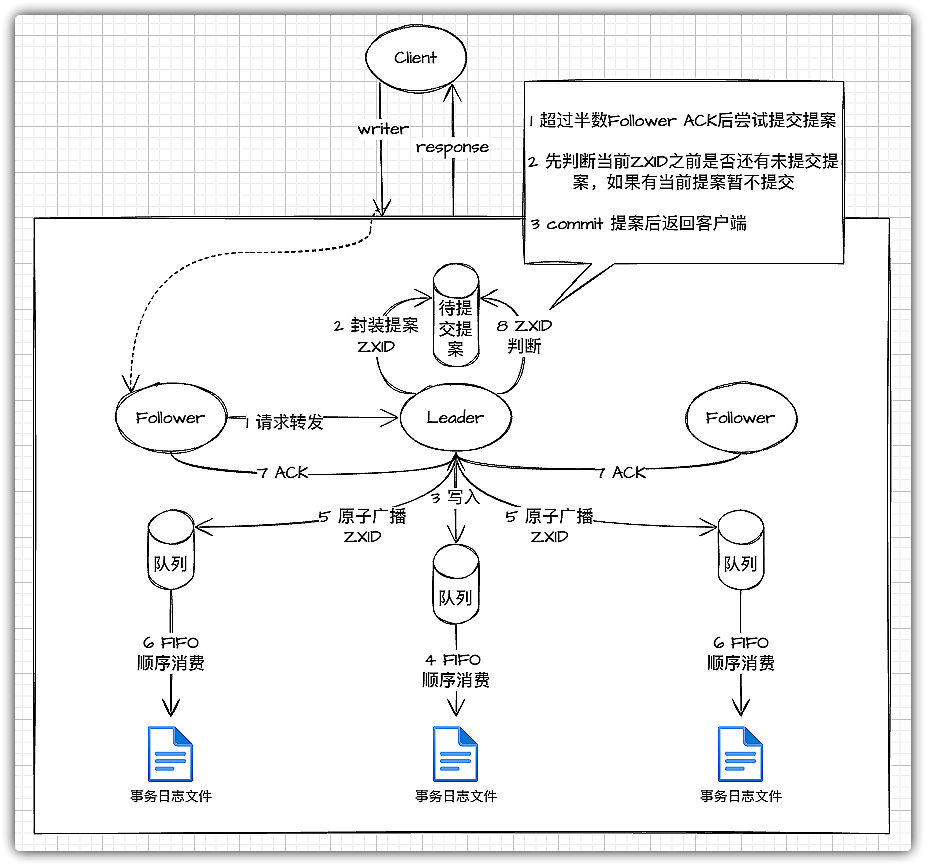 Client
writer
response
1 超过半数Follower ACK后尝试提交提案
2 先判断当前ZXID之前是否还有未提交提
案，如果有当前提案暂不提交
3 commit 提案后返回客户端
待提
交提
案
2 封装提案
ZXID
8 ZXID
判断
Follower
1 请求转发
Leader
Follower
7 ACK
7 ACK
3 写入
5 原子广播
ZXID
5 原子广播
ZXID
队列
队列
队列
6 FIFO
顺序消费
4 FIFO
顺序消费
6 FIFO
顺序消费
事务日志文件
事务日志文件
事务日志文件